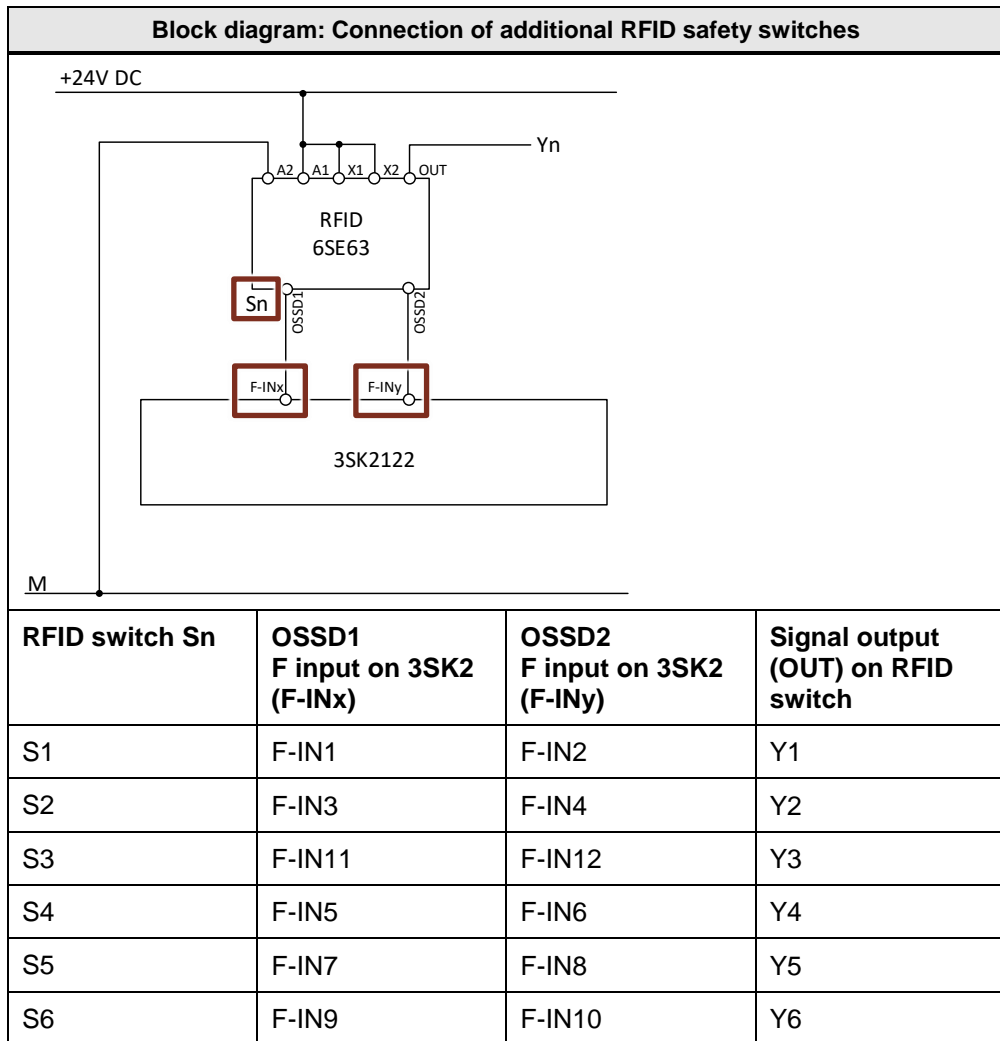 Block diagram: Connection of additional RFID safety switches
+24V DC
Yn
A2 A1 X1 X2 OUT
RFID
6SE63
Sn
OSSD1
OSSD2
F-INx
F-INy
3SK2122
M
RFID switch Sn
OSSD1
F input on 3SK2
(F-INx)
OSSD2
F input on 3SK2
(F-INy)
Signal output
(OUT) on RFID
switch
S1 F-IN1 F-IN2 Y1
S2 F-IN3 F-IN4 Y2
S3 F-IN11 F-IN12 Y3
S4 F-IN5 F-IN6 Y4
S5 F-IN7 F-IN8 Y5
S6 F-IN9 F-IN10 Y6